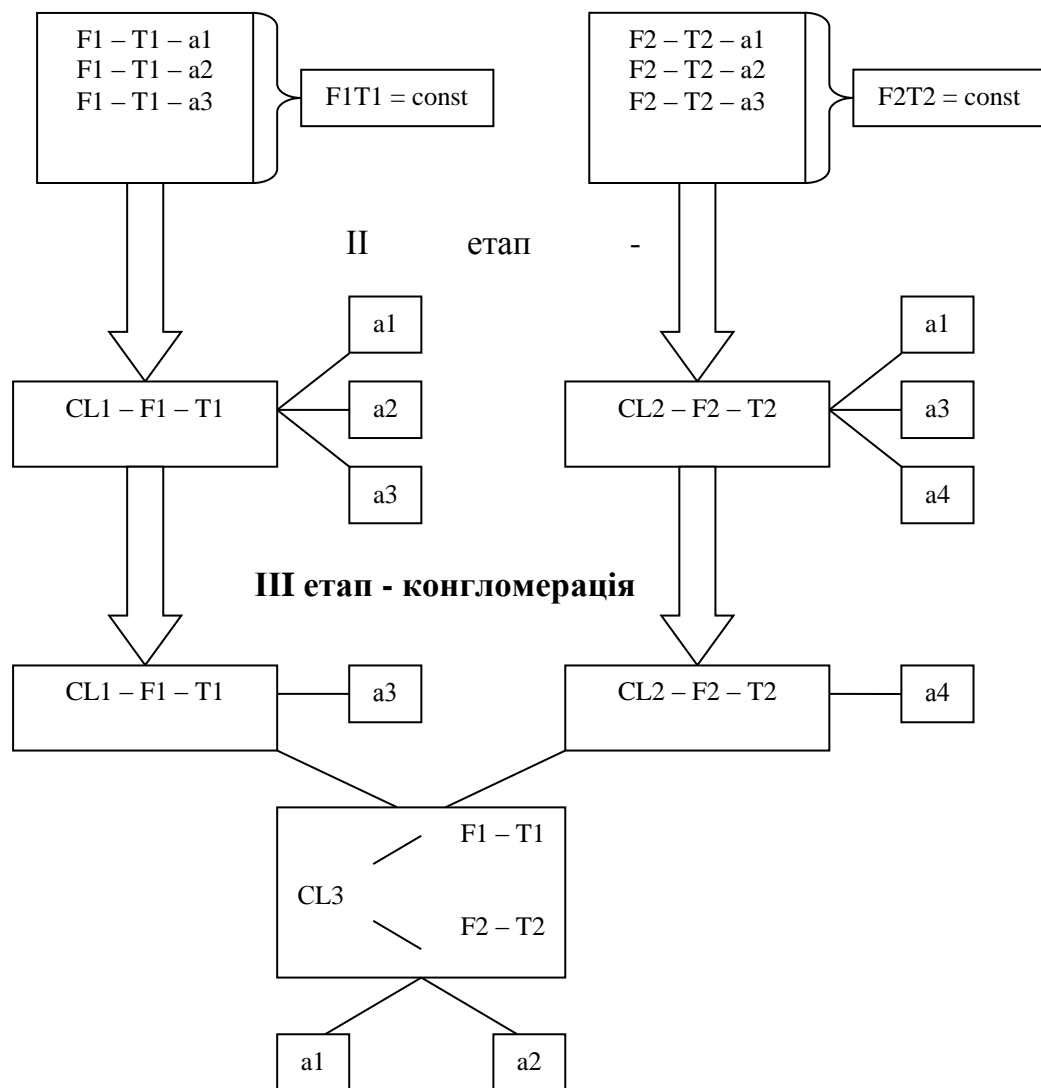 F1 – T1 – a1
F1 – T1 – a2
F1 – T1 – a3
F1T1 = const
F2 – T2 – a1
F2 – T2 – a2
F2 – T2 – a3
F2T2 = const
II етап -
CL1 – F1 – T1
a1
a2
a3
CL2 – F2 – T2
a1
a3
a4
III етап - конгломерація
CL1 – F1 – T1
a3
CL2 – F2 – T2
a4
F1 – T1
CL3
F2 – T2
a1
a2